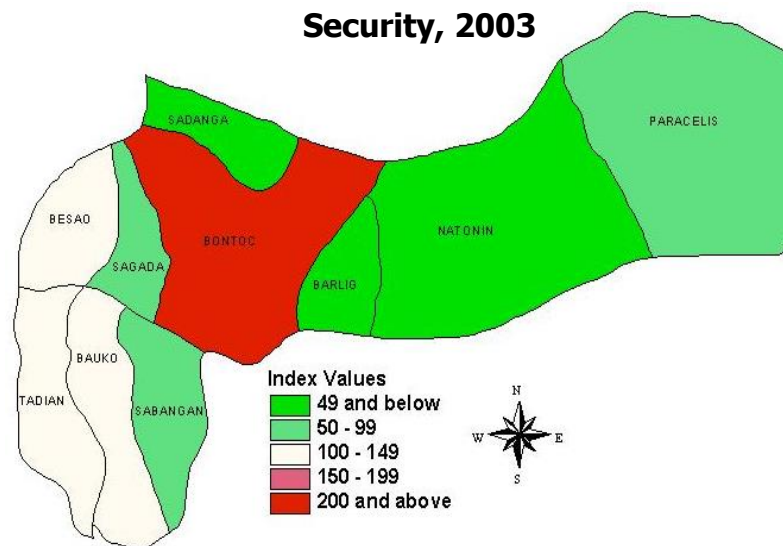 Security, 2003
SADANGA
PARACELIS
BESAO
BONTOC
NATONIN
SAGADA
BARLIG
BAUKO
TADIAN
SABANGAN
Index Values
49 and below
50 - 99
100 - 149
150 - 199
200 and above
N
W E
S